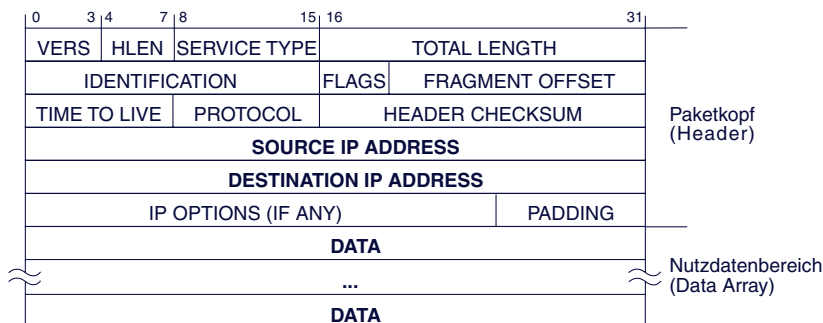 0 3 4 7 8 15 16 31
VERS HLEN SERVICE TYPE TOTAL LENGTH
IDENTIFICATION FLAGS FRAGMENT OFFSET
TIME TO LIVE PROTOCOL HEADER CHECKSUM
SOURCE IP ADDRESS
DESTINATION IP ADDRESS
IP OPTIONS (IF ANY) PADDING
DATA
...
DATA
Paketkopf
(Header)
Nutzdatenbereich
(Data Array)